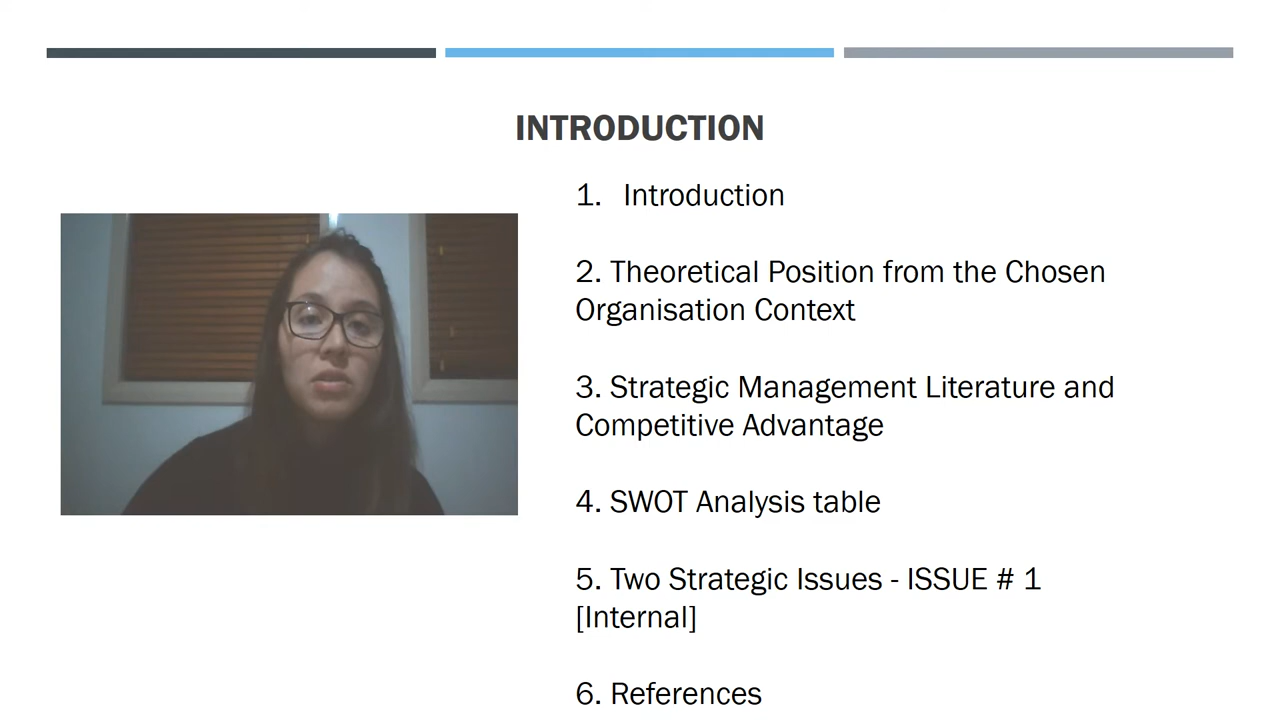 INTRODUCTION
1. Introduction
2. Theoretical Position from the Chosen
Organisation Context
3. Strategic Management Literature and
Competitive Advantage
4. SWOT Analysis table
5. Two Strategic Issues - ISSUE # 1
[Internal]
6. References